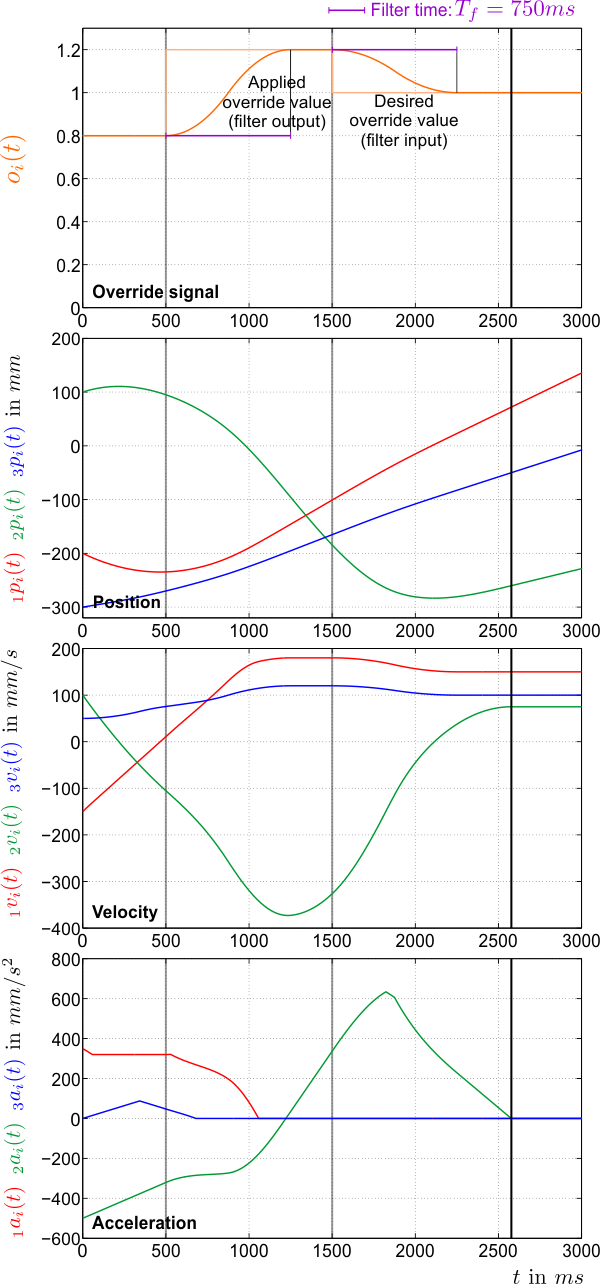 Filter time: T_f = 750ms
1.2
1
0.8
0.6
0.4
0.2
0
o_i(t)
Applied
override value
(filter output)
Desired
override value
(filter input)
Override signal
0 500 1000 1500 2000 2500 3000
200
100
0
−100
−200
−300
₁p_i(t) ₂p_i(t) ₃p_i(t) in mm
Position
0 500 1000 1500 2000 2500 3000
200
100
0
−100
−200
−300
−400
₁v_i(t) ₂v_i(t) ₃v_i(t) in mm/s
Velocity
0 500 1000 1500 2000 2500 3000
800
600
400
200
0
−200
−400
−600
₁a_i(t) ₂a_i(t) ₃a_i(t) in mm/s²
Acceleration
0 500 1000 1500 2000 2500 3000
t in ms